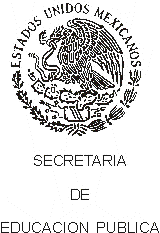 ESTADOS UNIDOS MEXICANOS
SECRETARIA
DE
EDUCACION PUBLICA